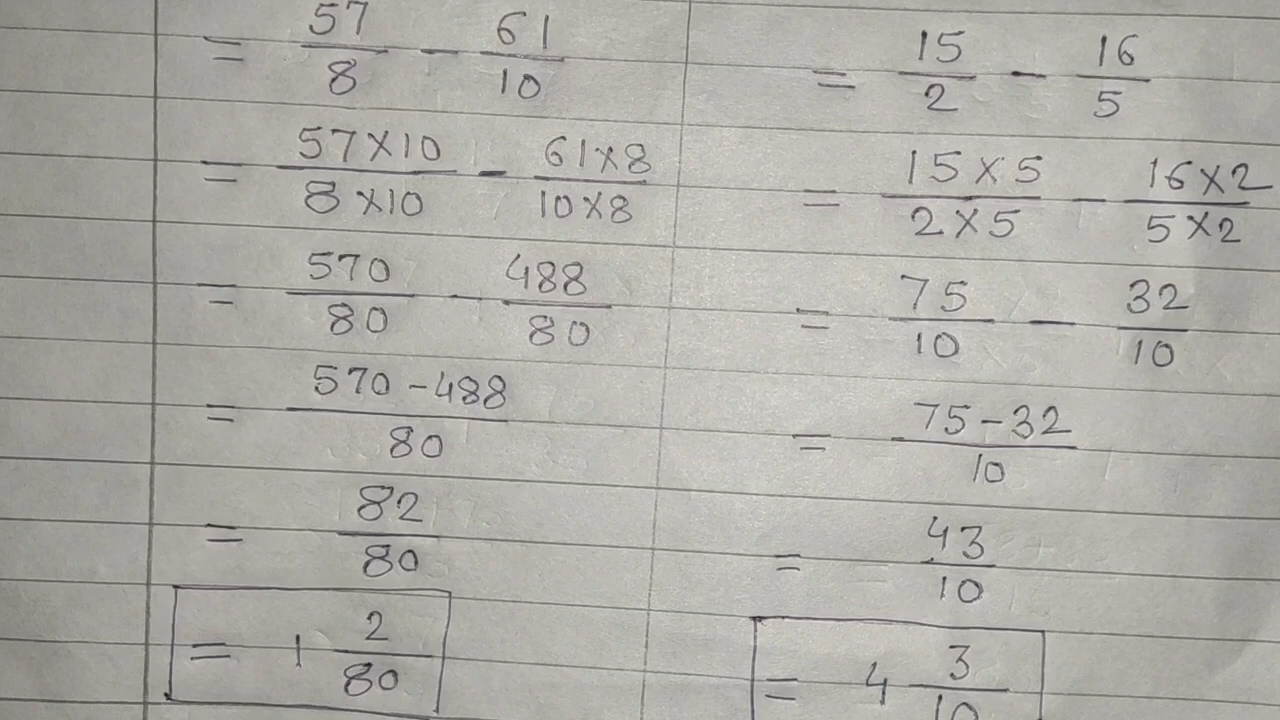 = 57/8 - 61/10
= 57×10/8×10 - 61×8/10×8
= 570/80 - 488/80
= 570-488/80
= 82/80
= 1 2/80
= 15/2 - 16/5
= 15×5/2×5 - 16×2/5×2
= 75/10 - 32/10
= 75-32/10
= 43/10
= 4 3/10